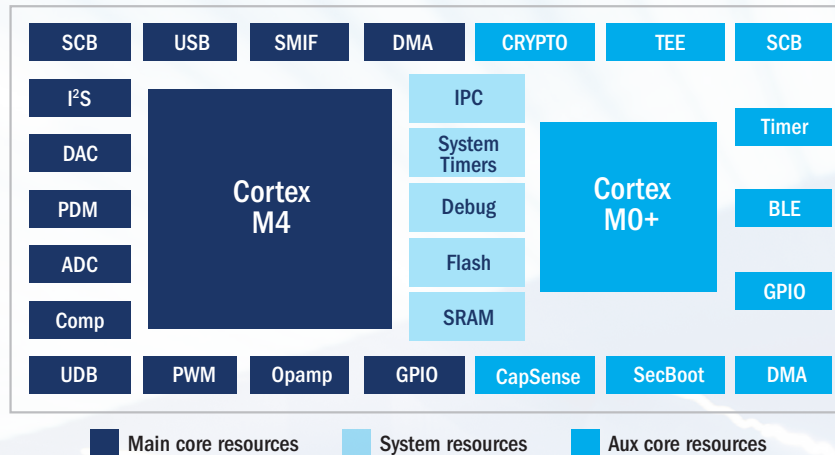 SCB
USB
SMIF
DMA
CRYPTO
TEE
SCB
I²S
DAC
PDM
ADC
Comp
Cortex
M4
IPC
System
Timers
Debug
Flash
SRAM
Cortex
M0+
Timer
BLE
GPIO
UDB
PWM
Opamp
GPIO
CapSense
SecBoot
DMA
Main core resources
System resources
Aux core resources